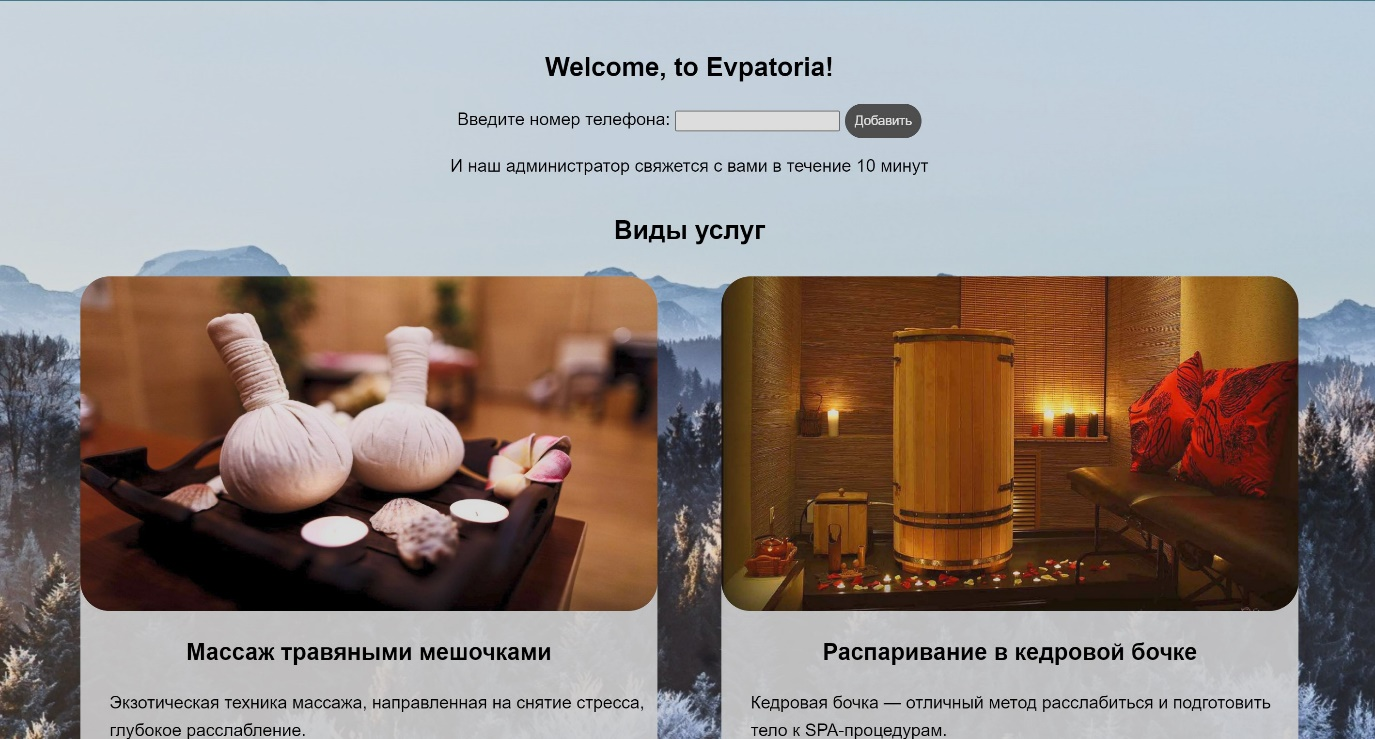 Welcome, to Evpatoria!
Введите номер телефона: Добавить
И наш администратор свяжется с вами в течение 10 минут
Виды услуг
Массаж травяными мешочками
Экзотическая техника массажа, направленная на снятие стресса,
глубокое расслабление.
Распаривание в кедровой бочке
Кедровая бочка — отличный метод расслабиться и подготовить
тело к SPA-процедурам.